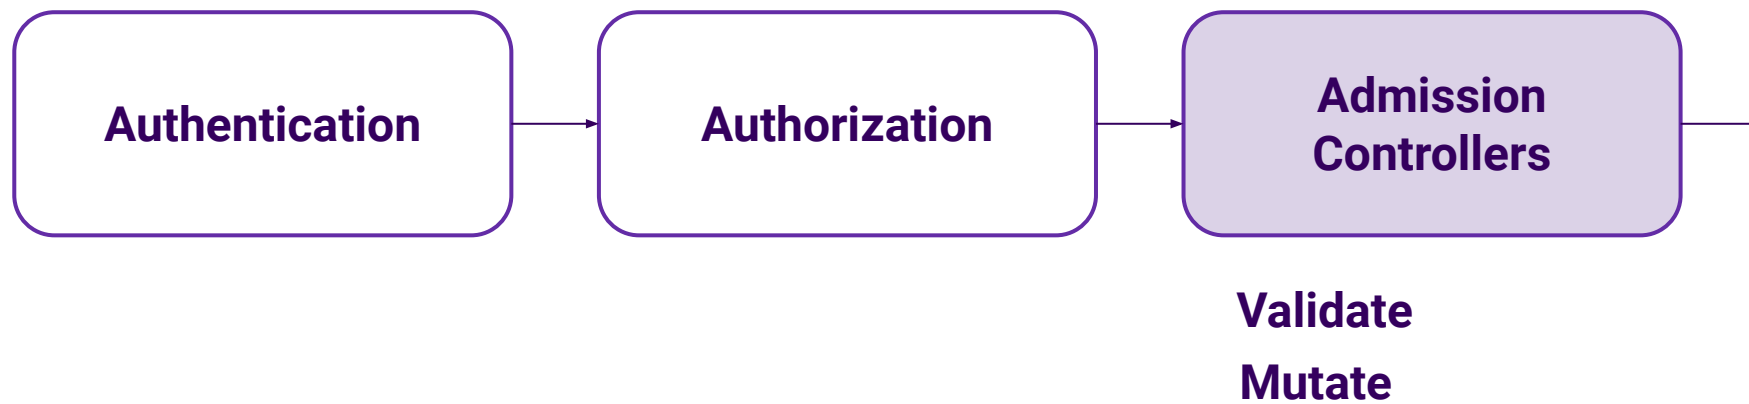 Authentication
Authorization
Admission
Controllers
Validate
Mutate